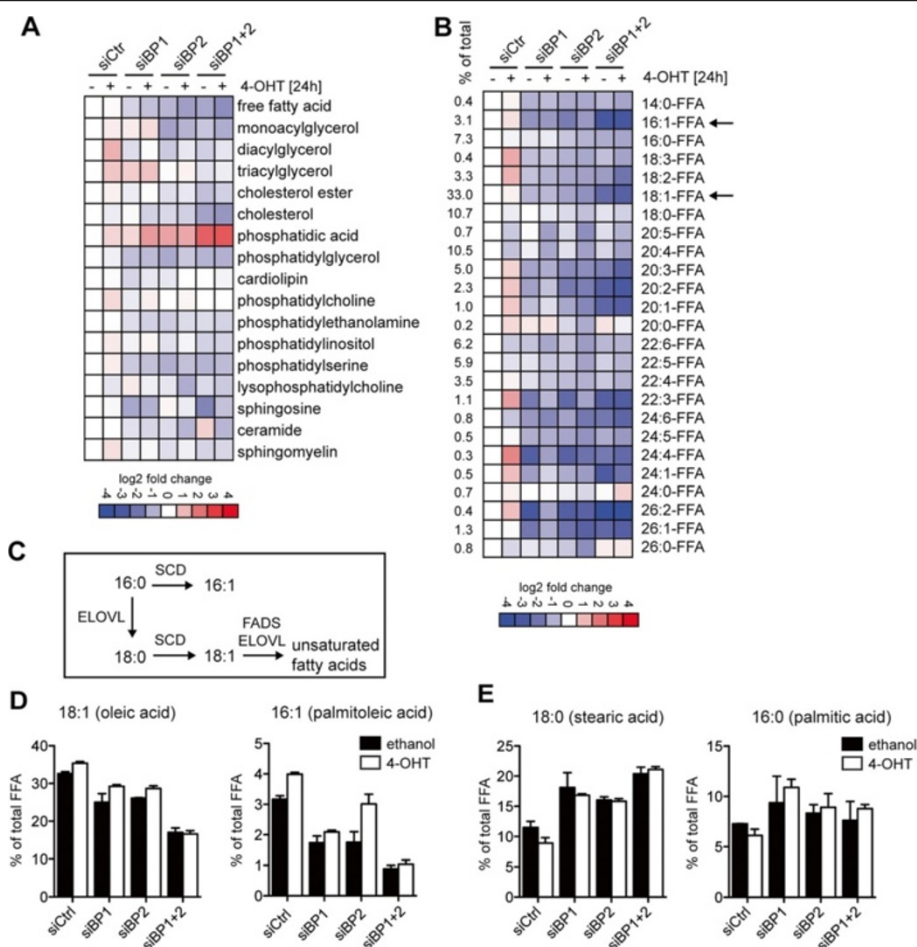 A
siCtr siBP1 siBP2 siBP1+2
- + - + - + - + 4-OHT [24h]
free fatty acid
monoacylglycerol
diacylglycerol
triacylglycerol
cholesterol ester
cholesterol
phosphatidic acid
phosphatidylglycerol
cardiolipin
phosphatidylcholine
phosphatidylethanolamine
phosphatidylinositol
phosphatidylserine
lysophosphatidylcholine
sphingosine
ceramide
sphingomyelin
log2 fold change
-4 -3 -2 -1 0 1 2 3 4
B
% of total siCtr siBP1 siBP2 siBP1+2
- + - + - + - + 4-OHT [24h]
0.4 14:0-FFA
3.1 16:1-FFA
7.3 16:0-FFA
0.4 18:3-FFA
3.3 18:2-FFA
33.0 18:1-FFA
10.7 18:0-FFA
0.7 20:5-FFA
10.5 20:4-FFA
5.0 20:3-FFA
2.3 20:2-FFA
1.0 20:1-FFA
0.2 20:0-FFA
6.2 22:6-FFA
5.9 22:5-FFA
3.5 22:4-FFA
1.1 22:3-FFA
0.8 24:6-FFA
0.5 24:5-FFA
0.3 24:4-FFA
0.5 24:1-FFA
0.7 24:0-FFA
0.4 26:2-FFA
1.3 26:1-FFA
0.8 26:0-FFA
log2 fold change
-4 -3 -2 -1 0 1 2 3 4
C
16:0 SCD 16:1
ELOVL
18:0 SCD 18:1 FADS ELOVL unsaturated fatty acids
D
18:1 (oleic acid)
% of total FFA
40
30
20
10
0
siCtrl siBP1 siBP2 siBP1+2
16:1 (palmitoleic acid)
ethanol
4-OHT
% of total FFA
5
4
3
2
1
0
siCtrl siBP1 siBP2 siBP1+2
E
18:0 (stearic acid)
% of total FFA
25
20
15
10
5
0
siCtrl siBP1 siBP2 siBP1+2
16:0 (palmitic acid)
ethanol
4-OHT
% of total FFA
15
10
5
0
siCtrl siBP1 siBP2 siBP1+2